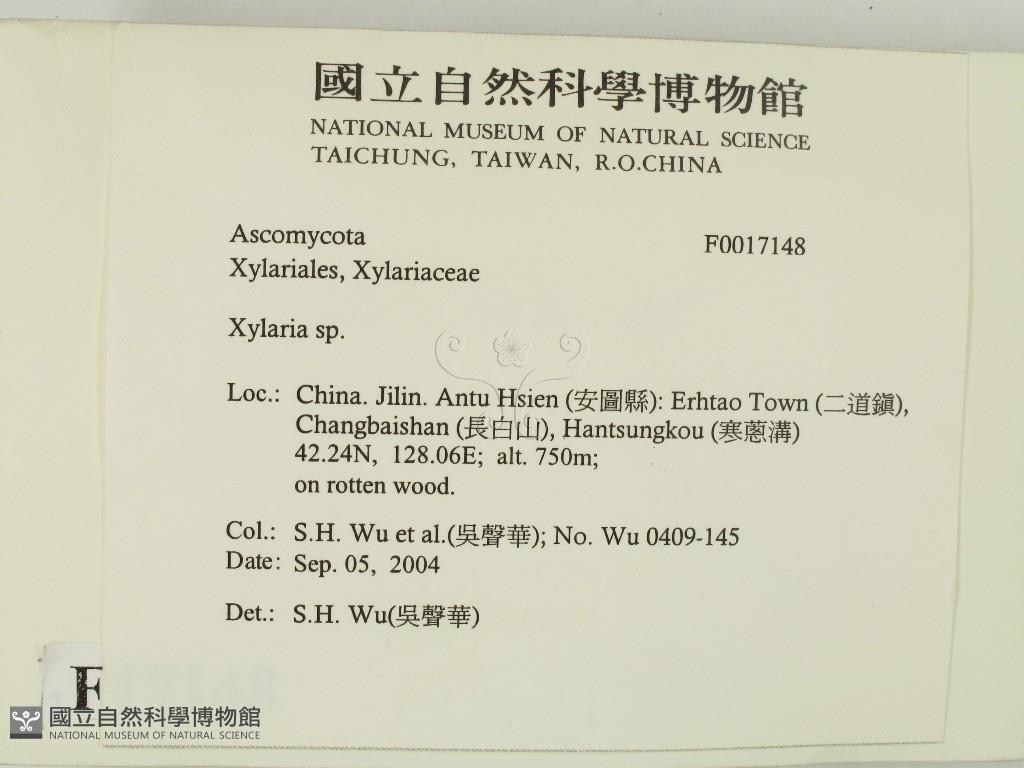 國立自然科學博物館
NATIONAL MUSEUM OF NATURAL SCIENCE
TAICHUNG, TAIWAN, R.O.CHINA
Ascomycota F0017148
Xylariales, Xylariaceae
Xylaria sp.
Loc.: China. Jilin. Antu Hsien (安圖縣): Erhtao Town (二道鎮),
Changbaishan (長白山), Hantsungkou (寒蔥溝)
42.24N, 128.06E; alt. 750m;
on rotten wood.
Col.: S.H. Wu et al.(吳聲華); No. Wu 0409-145
Date: Sep. 05, 2004
Det.: S.H. Wu(吳聲華)
F17148
國立自然科學博物館
NATIONAL MUSEUM OF NATURAL SCIENCE